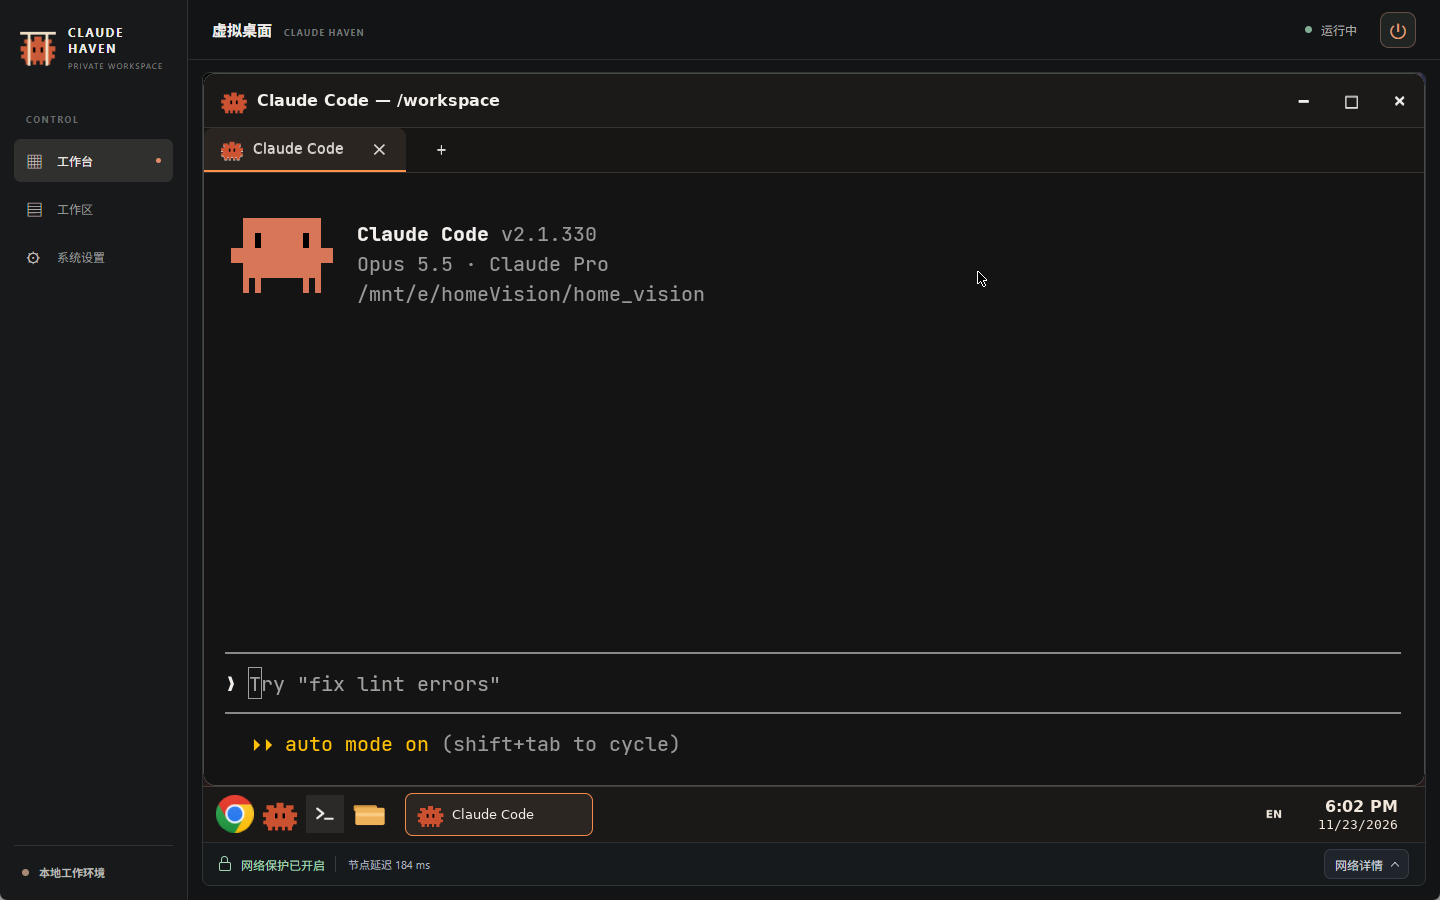 CLAUDE
HAVEN
PRIVATE WORKSPACE
CONTROL
工作台
工作区
系统设置
本地工作环境
虚拟桌面 CLAUDE HAVEN
运行中
Claude Code — /workspace
Claude Code
Claude Code v2.1.330
Opus 5.5 · Claude Pro
/mnt/e/homeVision/home_vision
❯ Try "fix lint errors"
auto mode on (shift+tab to cycle)
Claude Code
EN
6:02 PM
11/23/2026
网络保护已开启 节点延迟 184 ms
网络详情